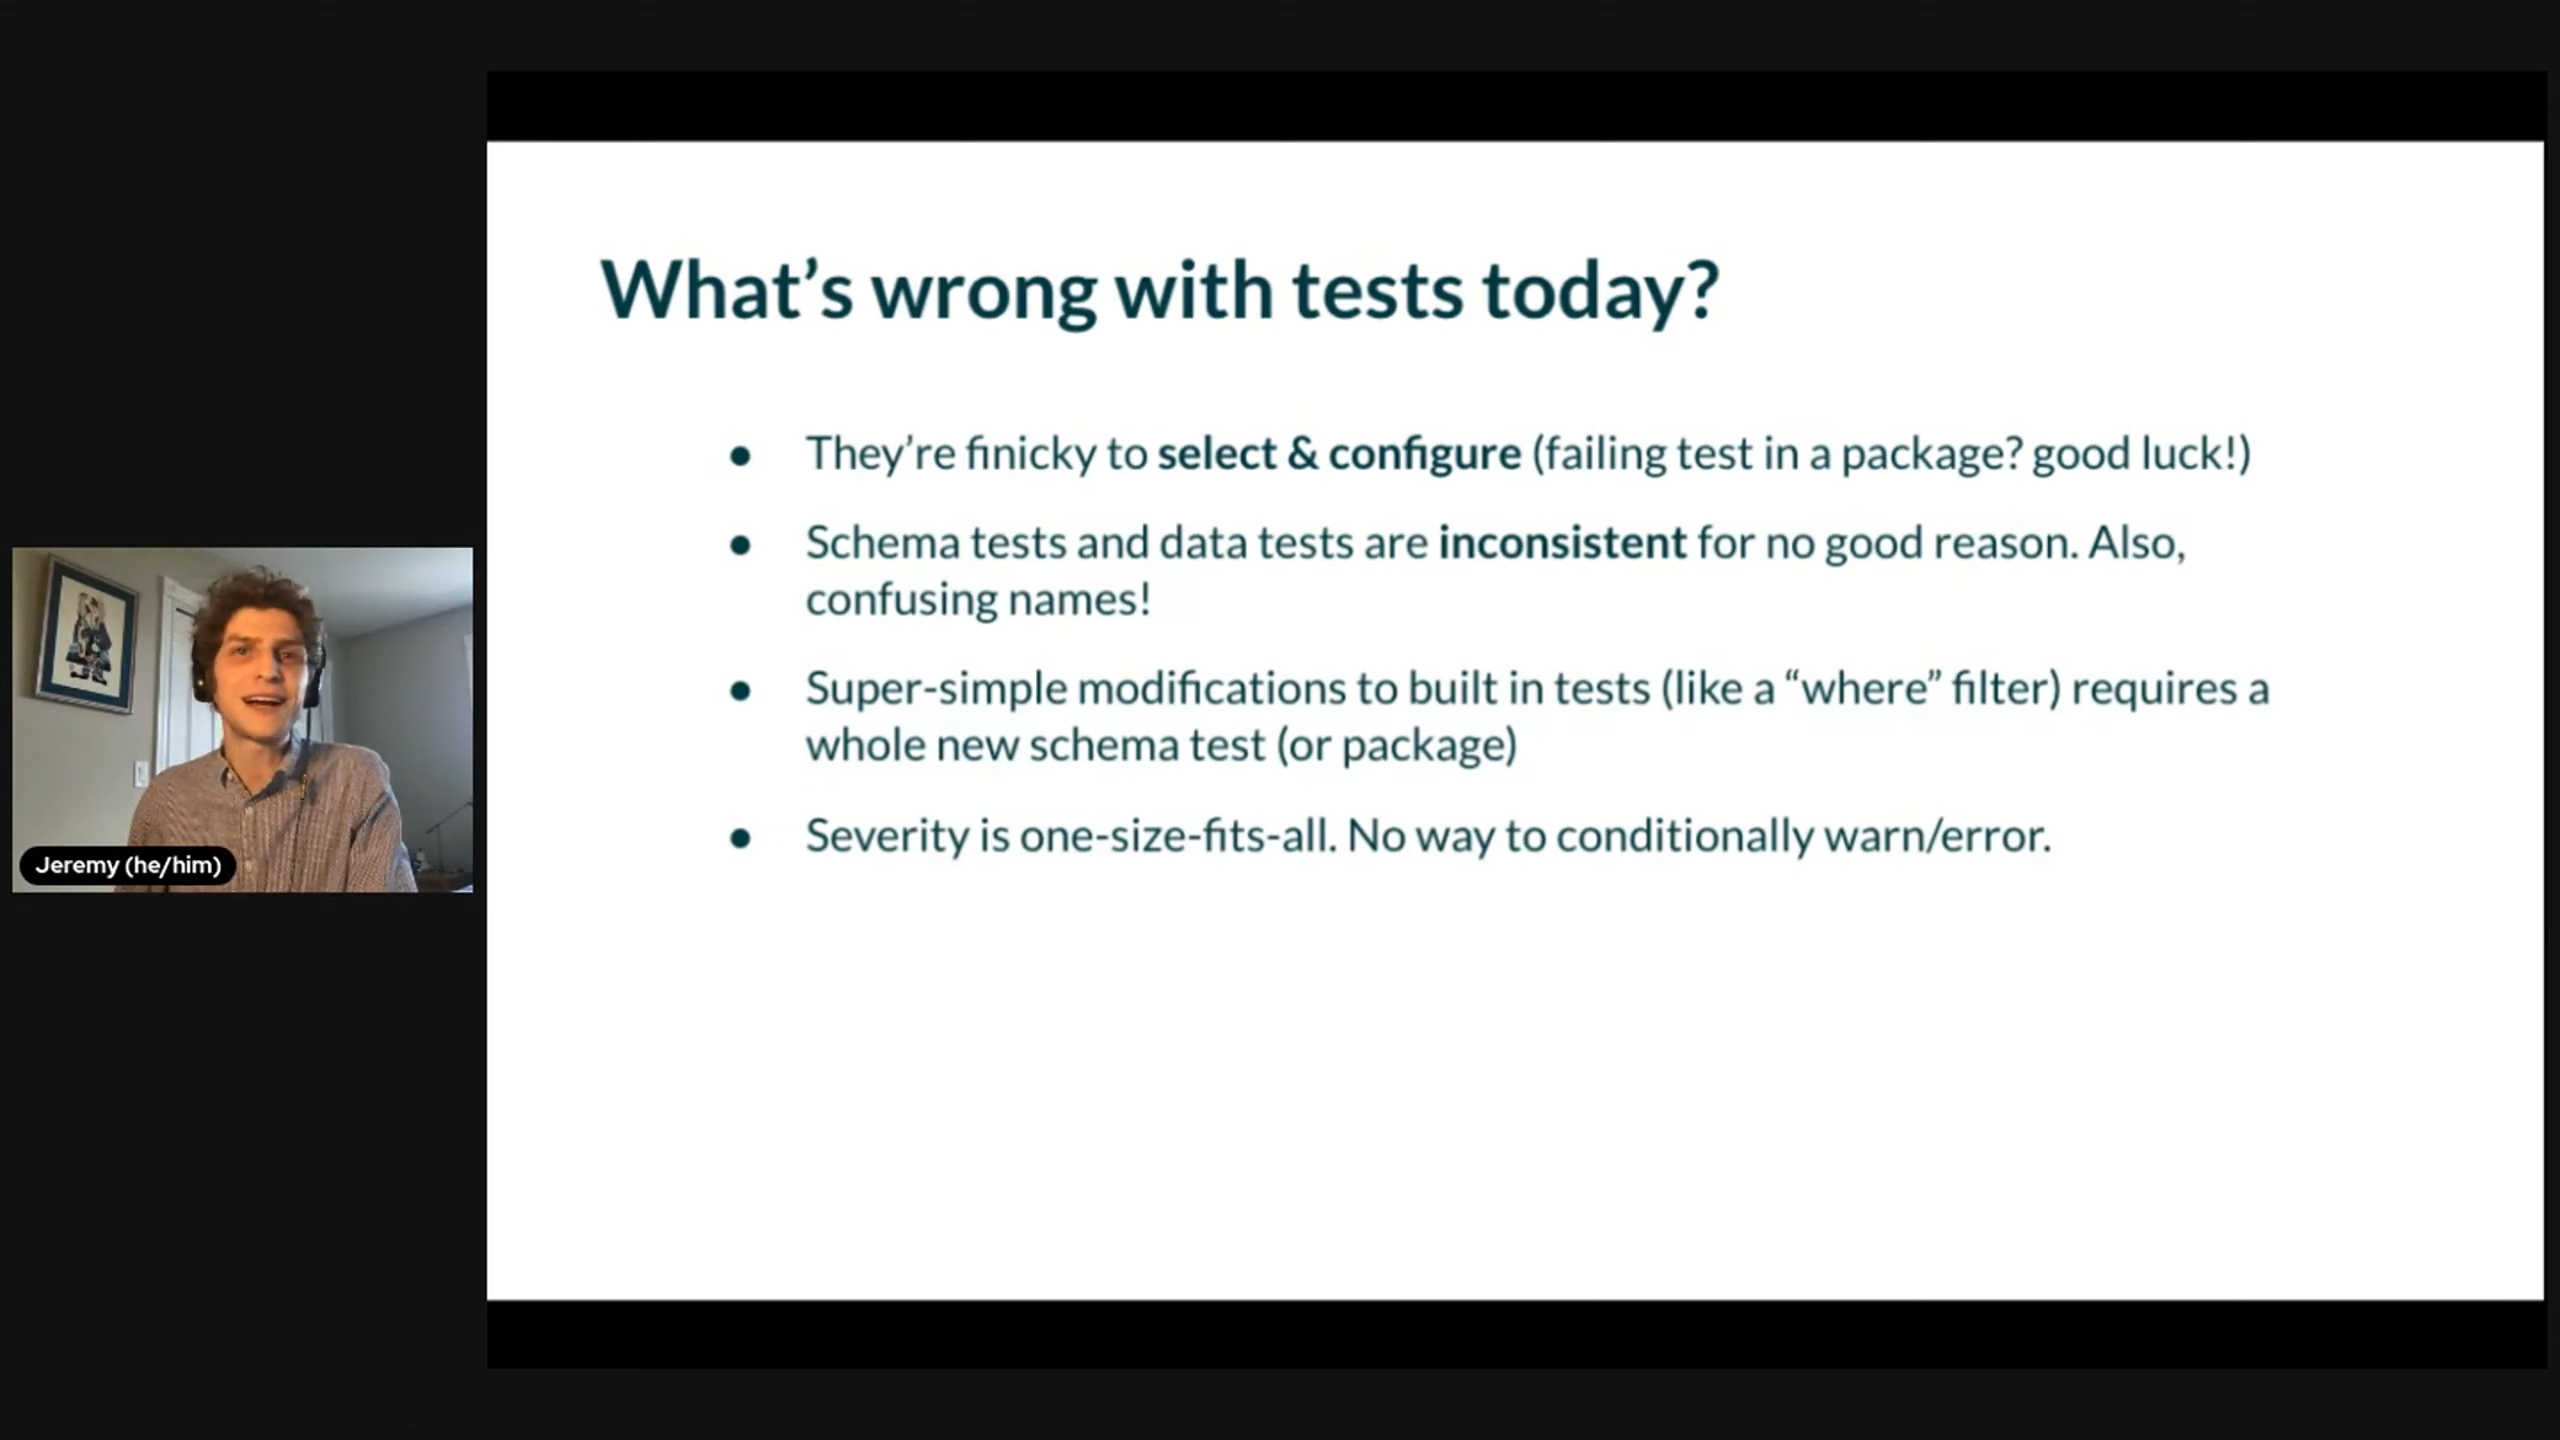 What’s wrong with tests today?
● They’re finicky to select & configure (failing test in a package? good luck!)
● Schema tests and data tests are inconsistent for no good reason. Also,
confusing names!
● Super-simple modifications to built in tests (like a “where” filter) requires a
whole new schema test (or package)
● Severity is one-size-fits-all. No way to conditionally warn/error.
Jeremy (he/him)